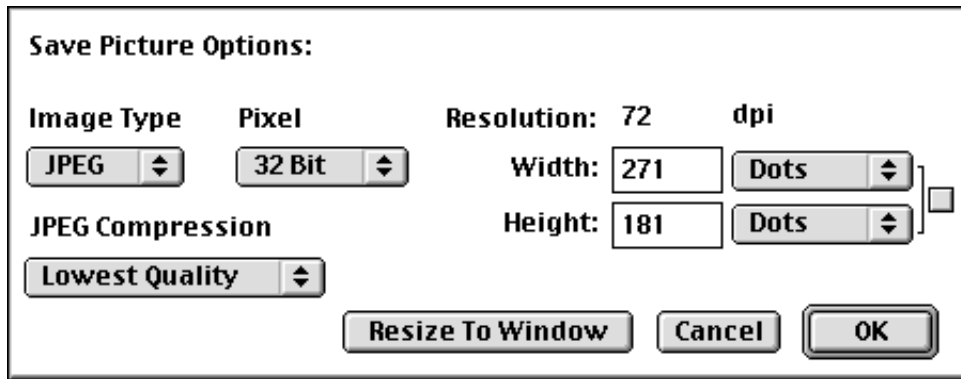 Save Picture Options:
Image Type Pixel Resolution: 72 dpi
JPEG 32 Bit Width: 271 Dots
JPEG Compression Height: 181 Dots
Lowest Quality
Resize To Window Cancel OK